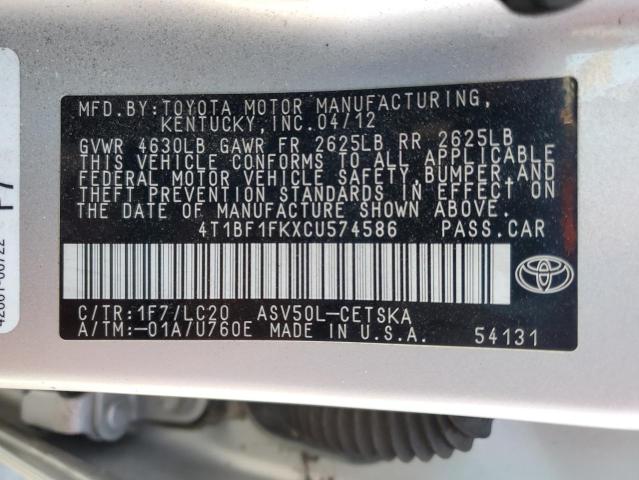 MFD.BY:TOYOTA MOTOR MANUFACTURING,
KENTUCKY,INC.04/12
GVWR 4630LB GAWR FR 2625LB RR 2625LB
THIS VEHICLE CONFORMS TO ALL APPLICABLE
FEDERAL MOTOR VEHICLE SAFETY,BUMPER,AND
THEFT PREVENTION STANDARDS IN EFFECT ON
THE DATE OF MANUFACTURE SHOWN ABOVE.
4T1BF1FKXCU574586 PASS.CAR
C/TR:1F7/LC20 ASV50L-CETSKA
A/TM:-01A/U760E MADE IN U.S.A. 54131
F7